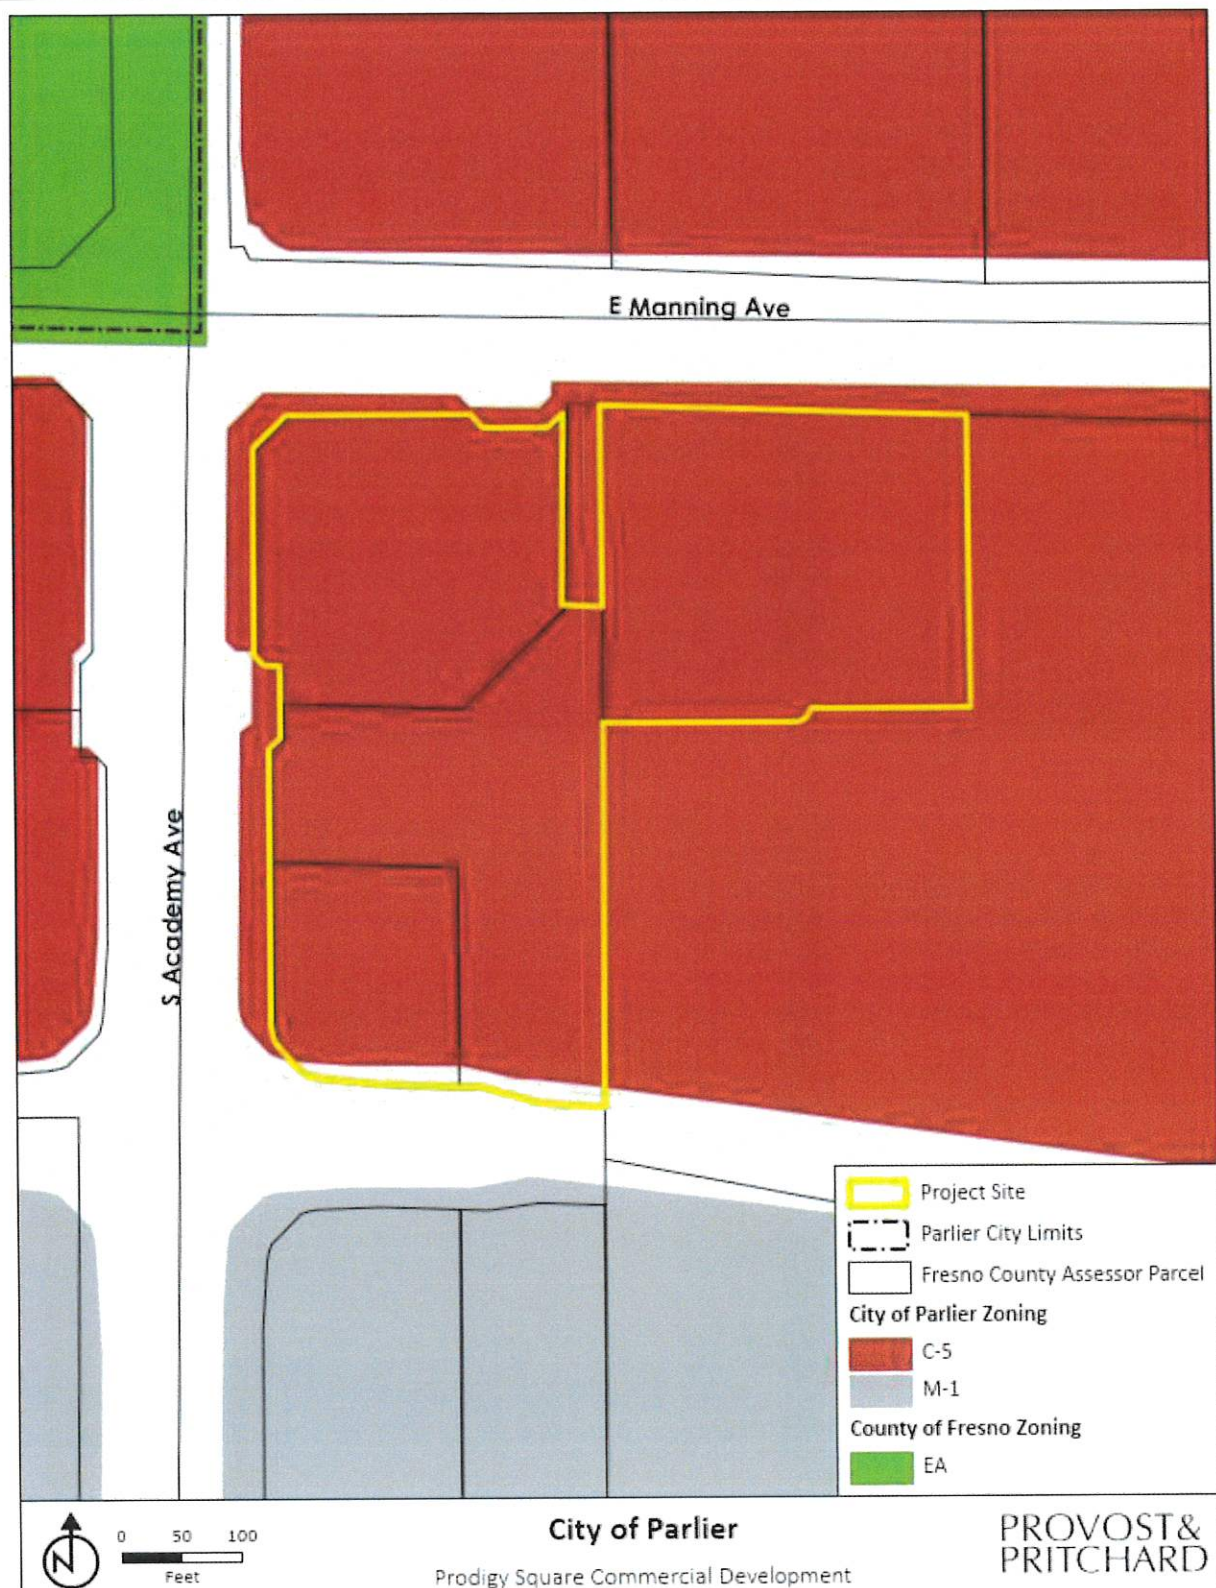 E Manning Ave
S Academy Ave
Project Site
Parlier City Limits
Fresno County Assessor Parcel
City of Parlier Zoning
C-5
M-1
County of Fresno Zoning
EA
N
0 50 100
Feet
City of Parlier
Prodigy Square Commercial Development
PROVOST&
PRITCHARD